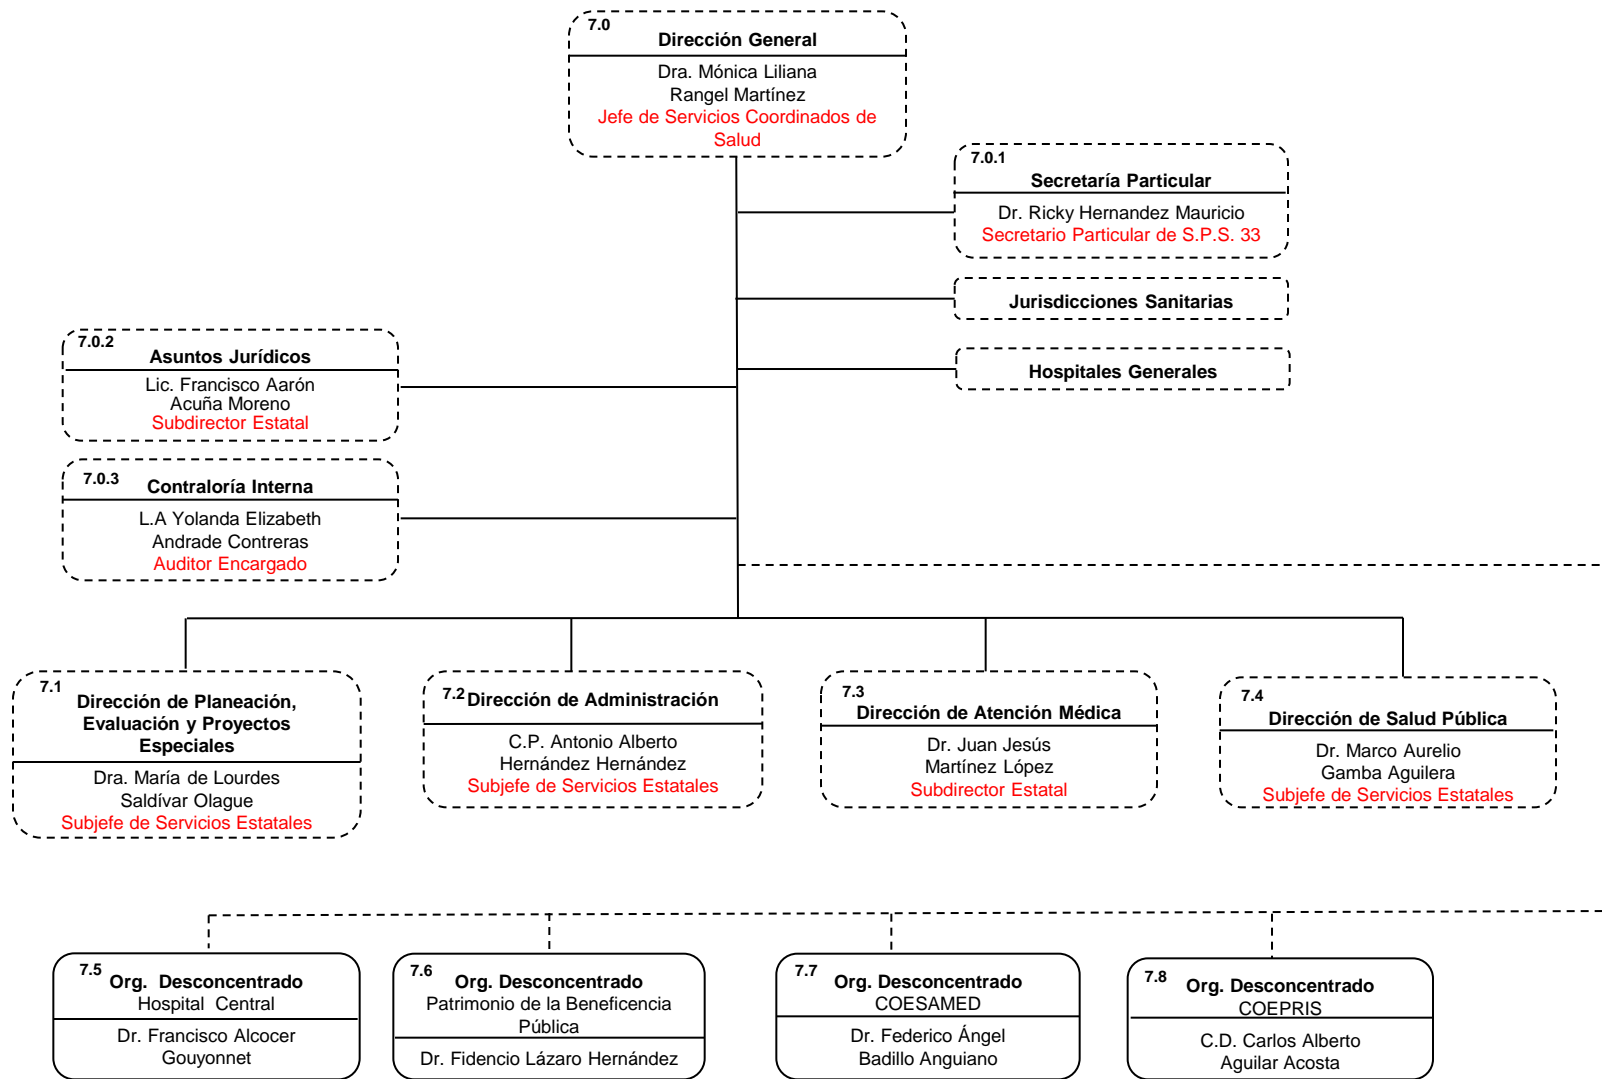 7.0
Dirección General
Dra. Mónica Liliana
Rangel Martínez
Jefe de Servicios Coordinados de
Salud
7.0.1
Secretaría Particular
Dr. Ricky Hernandez Mauricio
Secretario Particular de S.P.S. 33
Jurisdicciones Sanitarias
Hospitales Generales
7.0.2
Asuntos Jurídicos
Lic. Francisco Aarón
Acuña Moreno
Subdirector Estatal
7.0.3
Contraloría Interna
L.A Yolanda Elizabeth
Andrade Contreras
Auditor Encargado
7.1
Dirección de Planeación,
Evaluación y Proyectos
Especiales
Dra. María de Lourdes
Saldívar Olague
Subjefe de Servicios Estatales
7.2
Dirección de Administración
C.P. Antonio Alberto
Hernández Hernández
Subjefe de Servicios Estatales
7.3
Dirección de Atención Médica
Dr. Juan Jesús
Martínez López
Subdirector Estatal
7.4
Dirección de Salud Pública
Dr. Marco Aurelio
Gamba Aguilera
Subjefe de Servicios Estatales
7.5
Org. Desconcentrado
Hospital Central
Dr. Francisco Alcocer
Gouyonnet
7.6
Org. Desconcentrado
Patrimonio de la Beneficencia
Pública
Dr. Fidencio Lázaro Hernández
7.7
Org. Desconcentrado
COESAMED
Dr. Federico Ángel
Badillo Anguiano
7.8
Org. Desconcentrado
COEPRIS
C.D. Carlos Alberto
Aguilar Acosta